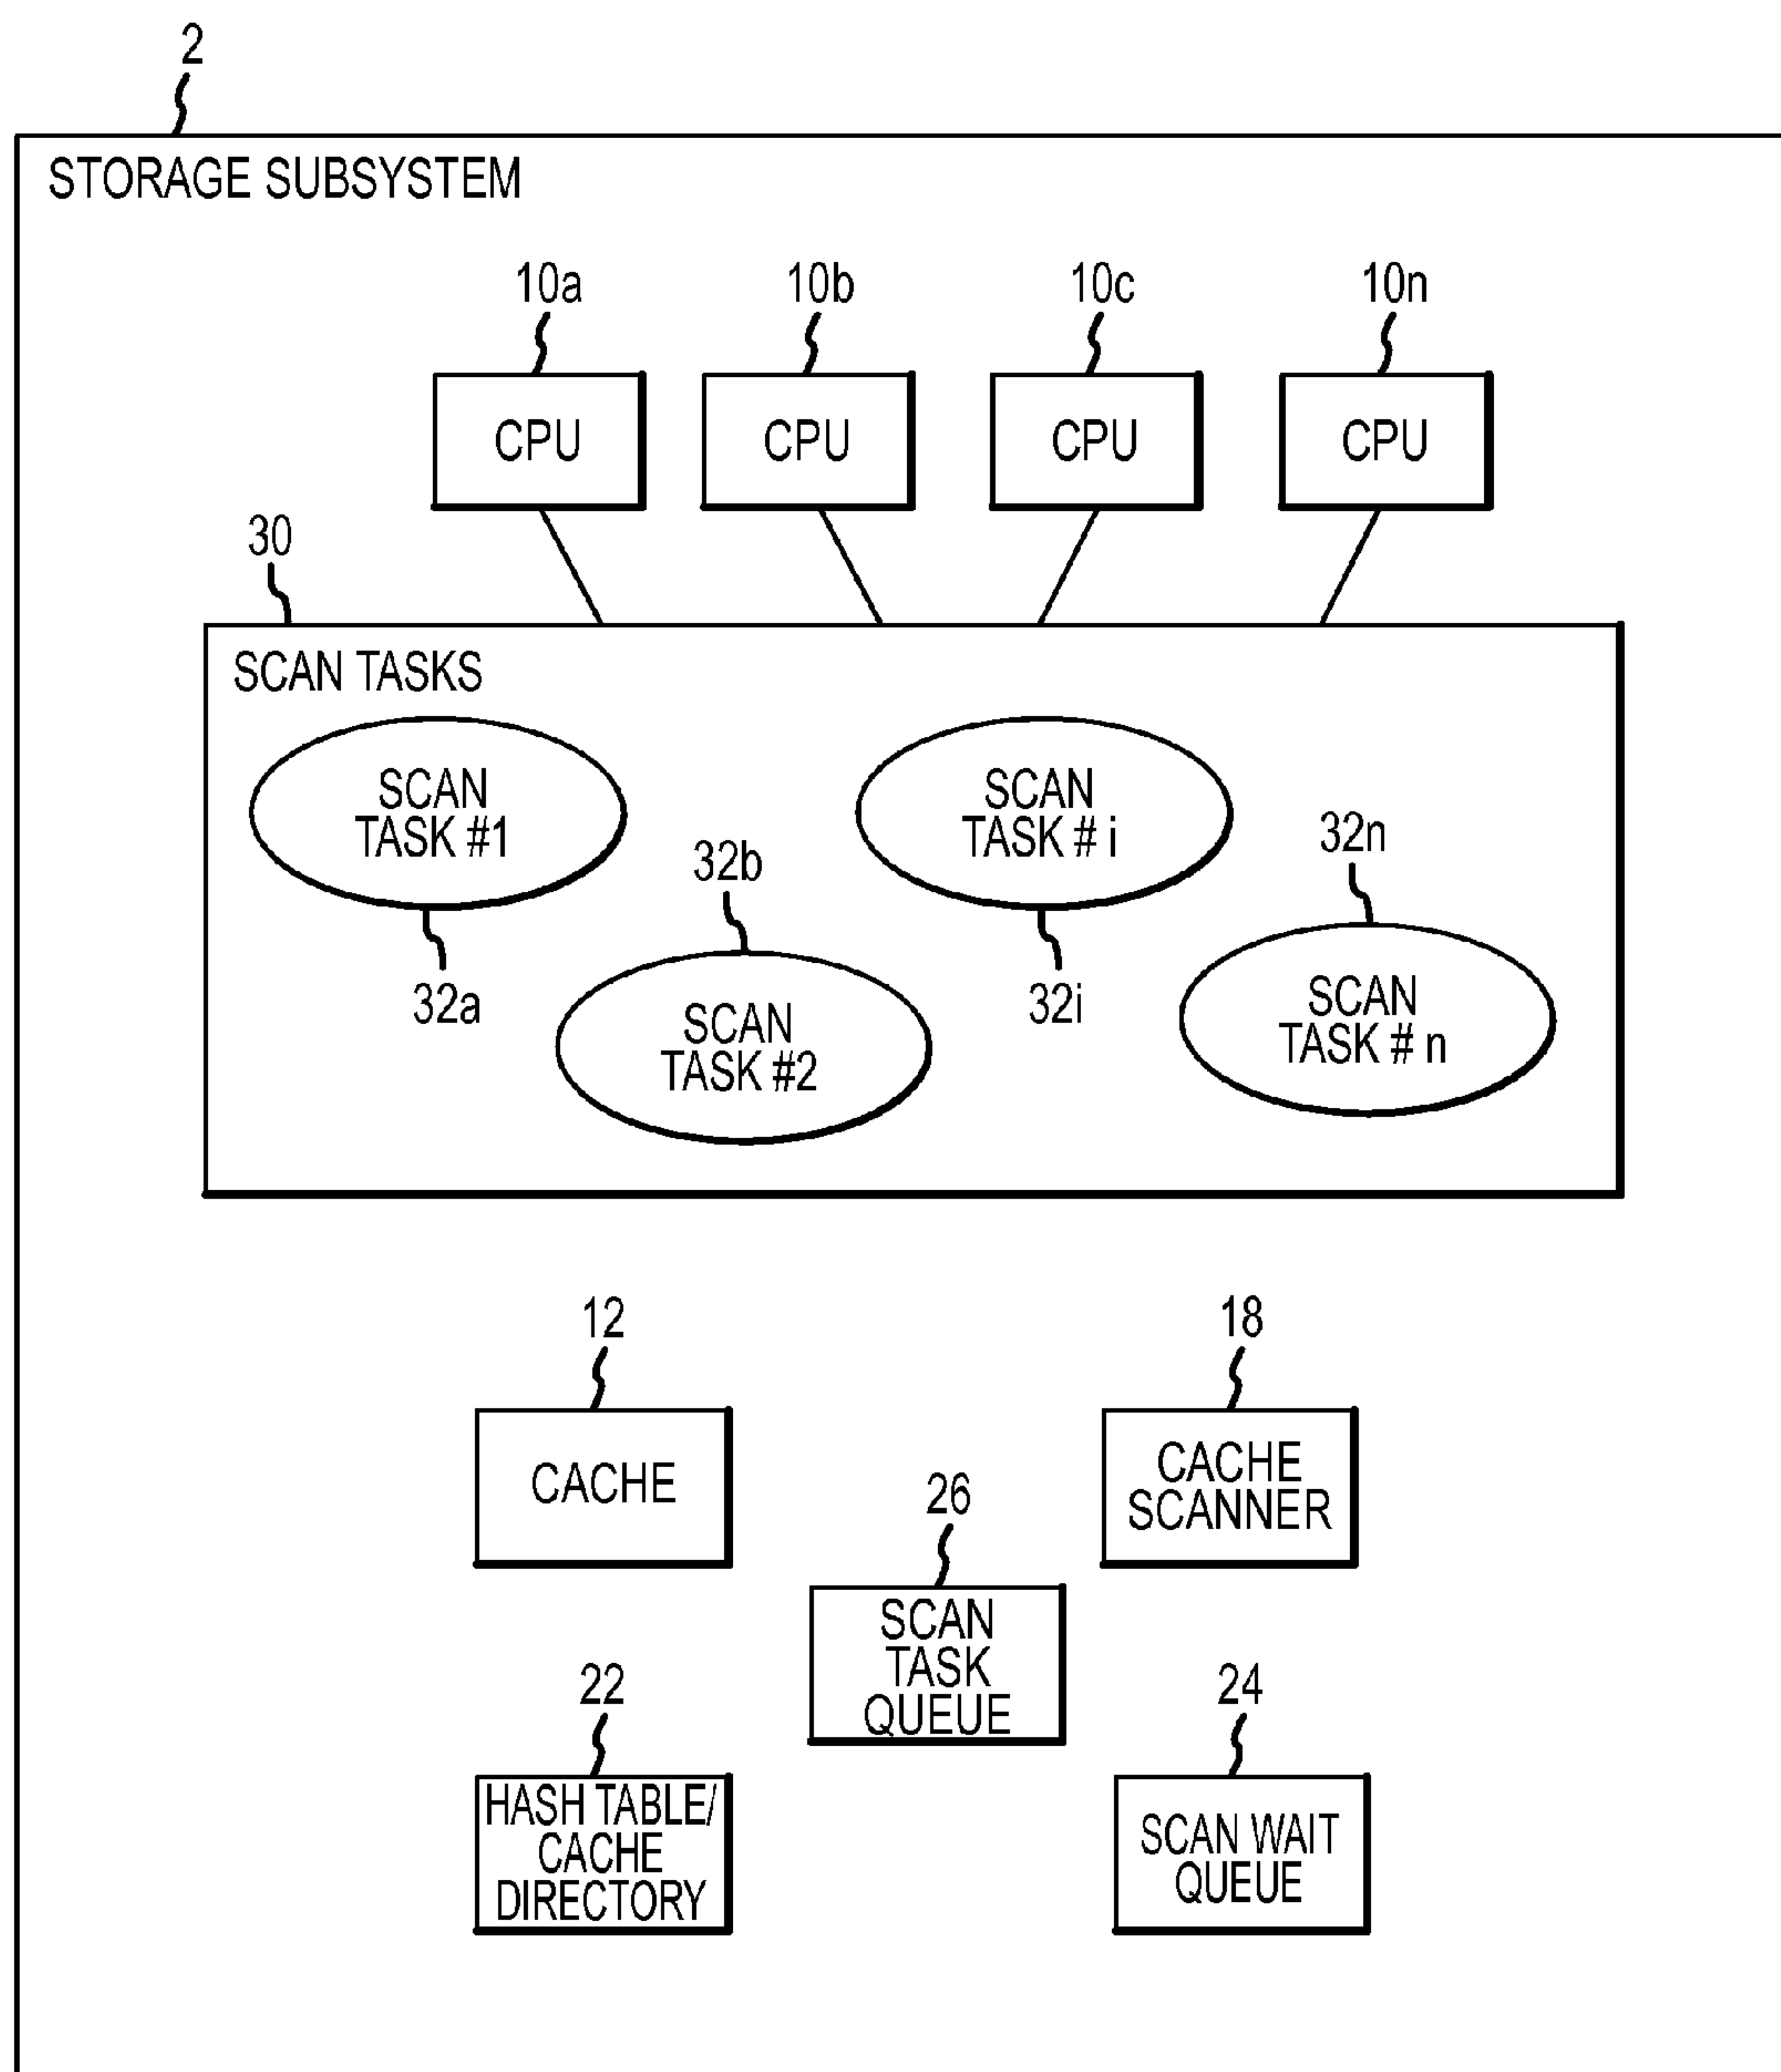 2
STORAGE SUBSYSTEM
10a
10b
10c
10n
CPU
CPU
CPU
CPU
30
SCAN TASKS
SCAN
TASK #1
32a
32b
SCAN
TASK #2
SCAN
TASK # i
32i
32n
SCAN
TASK # n
12
CACHE
18
CACHE
SCANNER
26
SCAN
TASK
QUEUE
22
HASH TABLE/
CACHE
DIRECTORY
24
SCAN WAIT
QUEUE